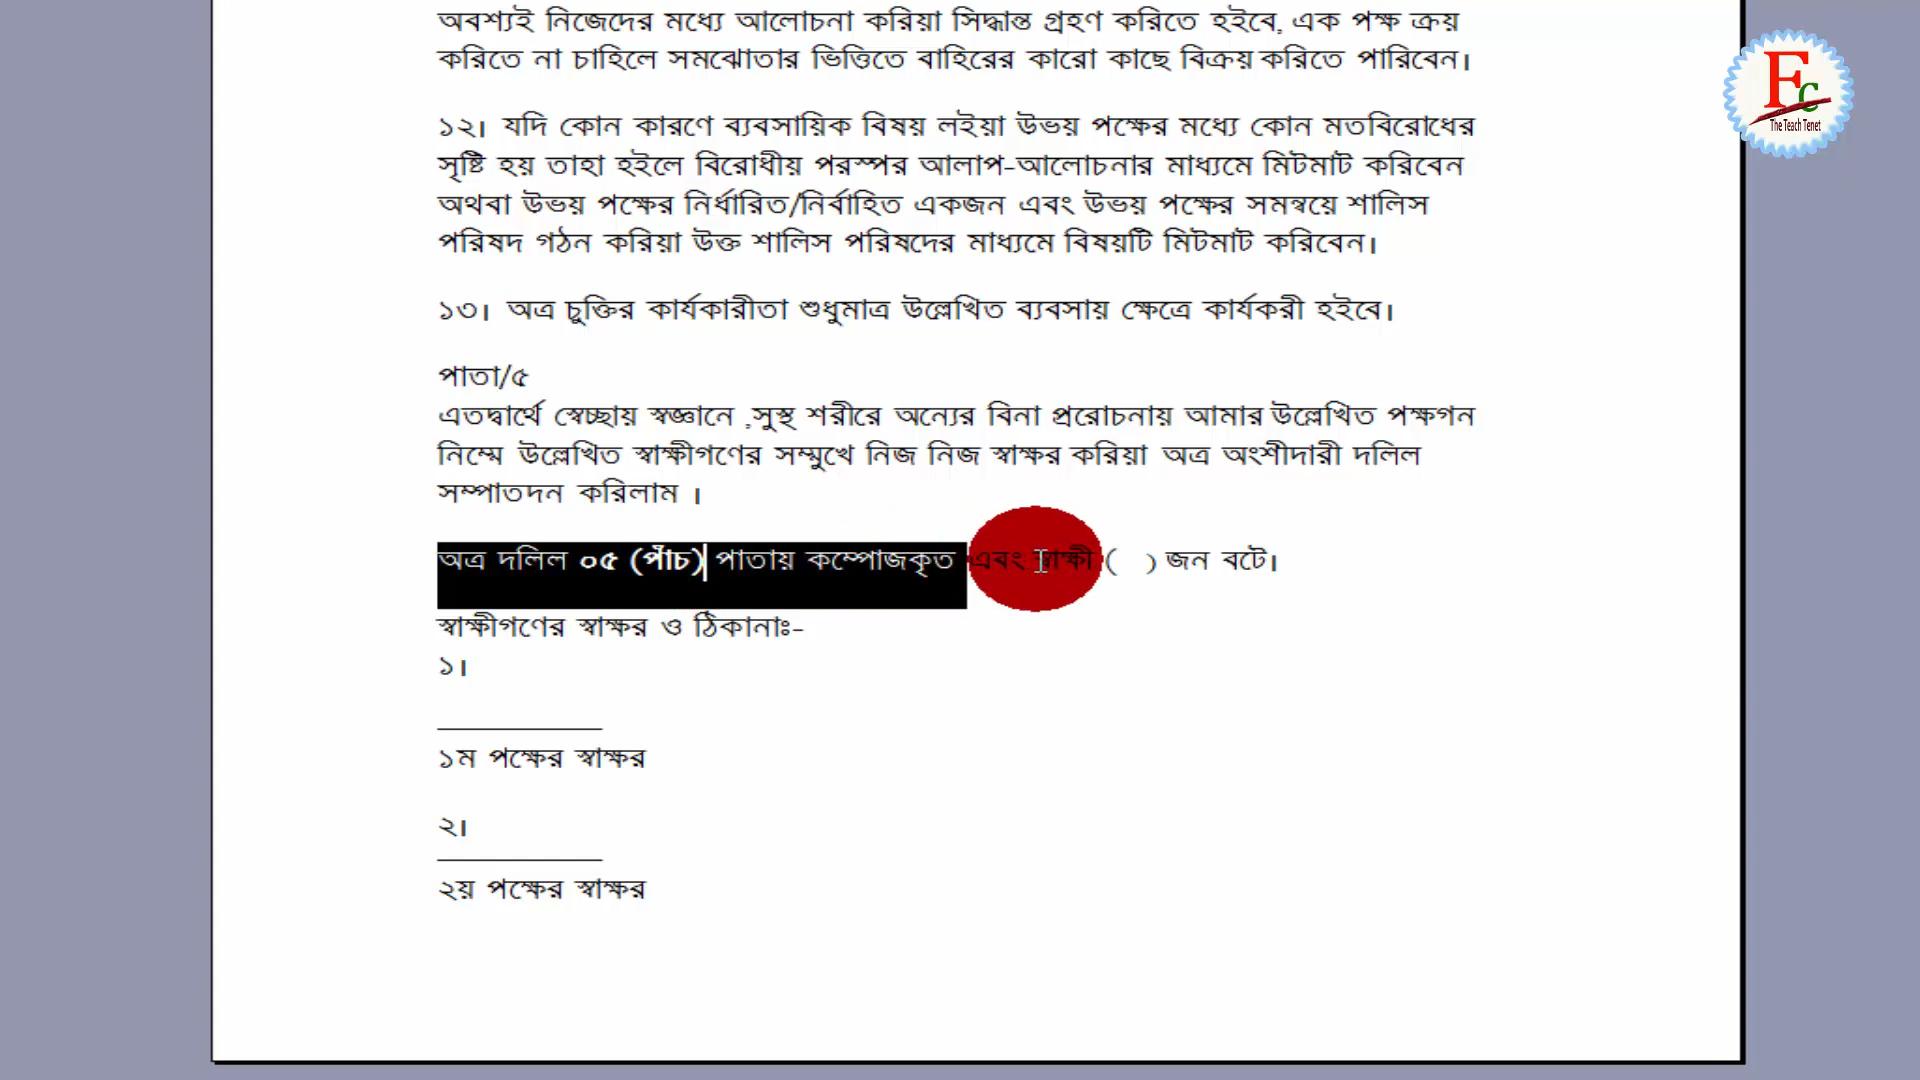 অবশ্যই নিজেদের মধ্যে আলোচনা করিয়া সিদ্ধান্ত গ্রহণ করিতে হইবে, এক পক্ষ ক্রয়
করিতে না চাহিলে সমঝোতার ভিত্তিতে বাহিরের কারো কাছে বিক্রয় করিতে পারিবেন।
১২। যদি কোন কারণে ব্যবসায়িক বিষয় লইয়া উভয় পক্ষের মধ্যে কোন মতবিরোধের
সৃষ্টি হয় তাহা হইলে বিরোধীয় পরস্পর আলাপ-আলোচনার মাধ্যমে মিটমাট করিবেন
অথবা উভয় পক্ষের নির্ধারিত/নির্বাহিত একজন এবং উভয় পক্ষের সমন্বয়ে শালিস
পরিষদ গঠন করিয়া উক্ত শালিস পরিষদের মাধ্যমে বিষয়টি মিটমাট করিবেন।
১৩। অত্র চুক্তির কার্যকারীতা শুধুমাত্র উল্লেখিত ব্যবসায় ক্ষেত্রে কার্যকরী হইবে।
পাতা/৫
এতদ্বার্থে স্বেচ্ছায় স্বজ্ঞানে ,সুস্থ শরীরে অন্যের বিনা প্ররোচনায় আমার উল্লেখিত পক্ষগন
নিম্মে উল্লেখিত স্বাক্ষীগণের সম্মুখে নিজ নিজ স্বাক্ষর করিয়া অত্র অংশীদারী দলিল
সম্পাতদন করিলাম ।
অত্র দলিল ০৫ (পাঁচ) পাতায় কম্পোজকৃত এবং স্বাক্ষী (   ) জন বটে।
স্বাক্ষীগণের স্বাক্ষর ও ঠিকানাঃ-
১।
১ম পক্ষের স্বাক্ষর
২।
২য় পক্ষের স্বাক্ষর
Fc
The Teach Tenet